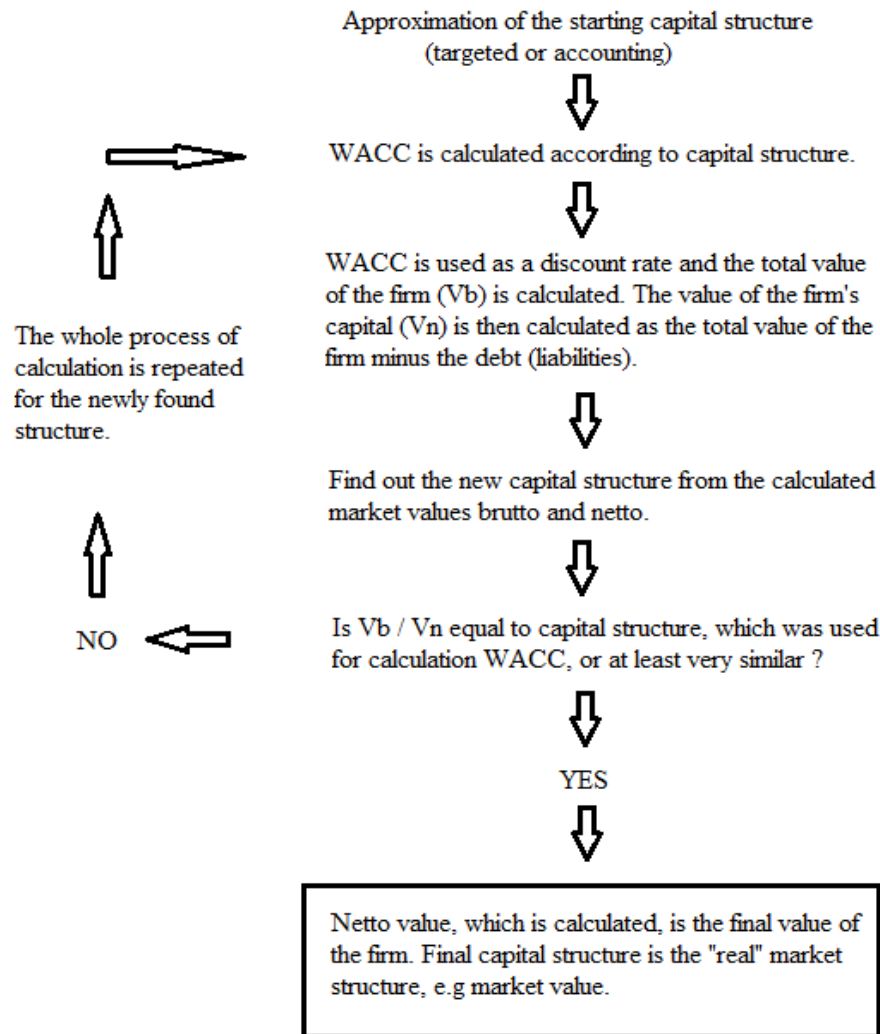 Approximation of the starting capital structure
(targeted or accounting)
WACC is calculated according to capital structure.
WACC is used as a discount rate and the total value
of the firm (Vb) is calculated. The value of the firm's
capital (Vn) is then calculated as the total value of the
firm minus the debt (liabilities).
The whole process of
calculation is repeated
for the newly found
structure.
Find out the new capital structure from the calculated
market values brutto and netto.
Is Vb / Vn equal to capital structure, which was used
for calculation WACC, or at least very similar ?
NO
YES
Netto value, which is calculated, is the final value of
the firm. Final capital structure is the "real" market
structure, e.g market value.